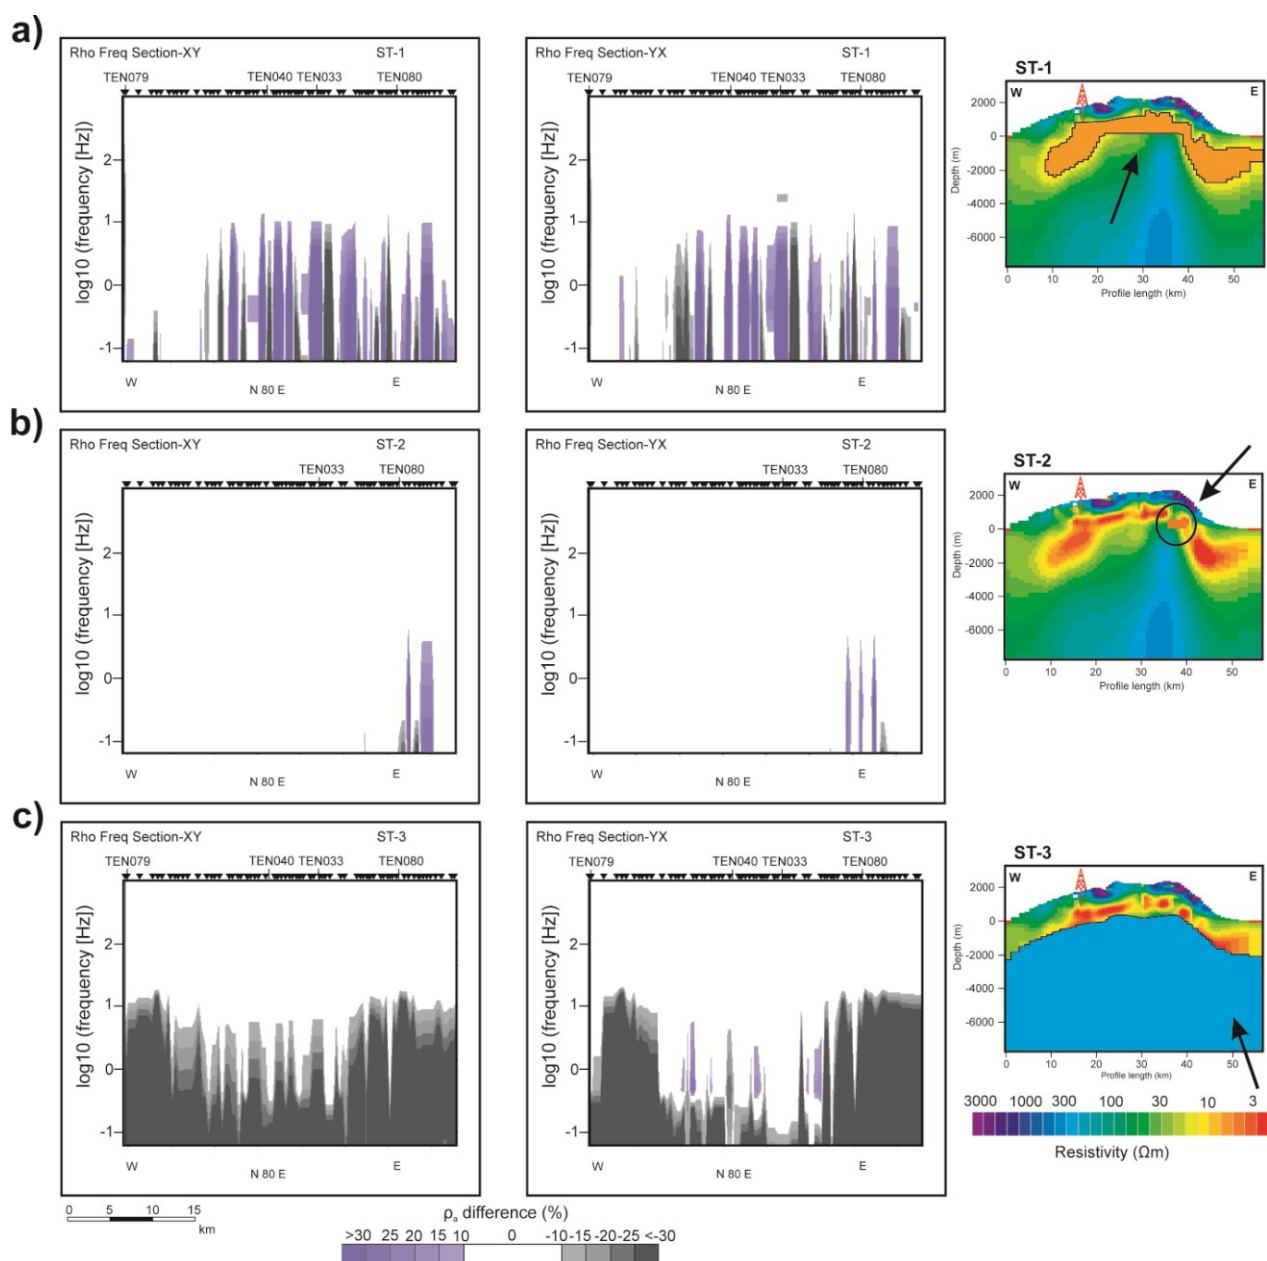 a)
Rho Freq Section-XY ST-1
TEN079 TEN040 TEN033 TEN080
log10 (frequency [Hz])
2
1
0
-1
W E
N 80 E
Rho Freq Section-YX ST-1
TEN079 TEN040 TEN033 TEN080
log10 (frequency [Hz])
2
1
0
-1
W E
N 80 E
ST-1
W E
Depth (m)
2000
0
-2000
-4000
-6000
0 10 20 30 40 50
Profile length (km)
b)
Rho Freq Section-XY ST-2
TEN033 TEN080
log10 (frequency [Hz])
2
1
0
-1
W E
N 80 E
Rho Freq Section-YX ST-2
TEN033 TEN080
log10 (frequency [Hz])
2
1
0
-1
W E
N 80 E
ST-2
W E
Depth (m)
2000
0
-2000
-4000
-6000
0 10 20 30 40 50
Profile length (km)
c)
Rho Freq Section-XY ST-3
TEN079 TEN040 TEN033 TEN080
log10 (frequency [Hz])
2
1
0
-1
W E
N 80 E
Rho Freq Section-YX ST-3
TEN079 TEN040 TEN033 TEN080
log10 (frequency [Hz])
2
1
0
-1
W E
N 80 E
ST-3
W E
Depth (m)
2000
0
-2000
-4000
-6000
0 10 20 30 40 50
Profile length (km)
3000 1000 300 100 30 10 3
Resistivity (Ωm)
0 5 10 15
km
ρa difference (%)
>30 25 20 15 10 0 -10 -15 -20 -25 <-30